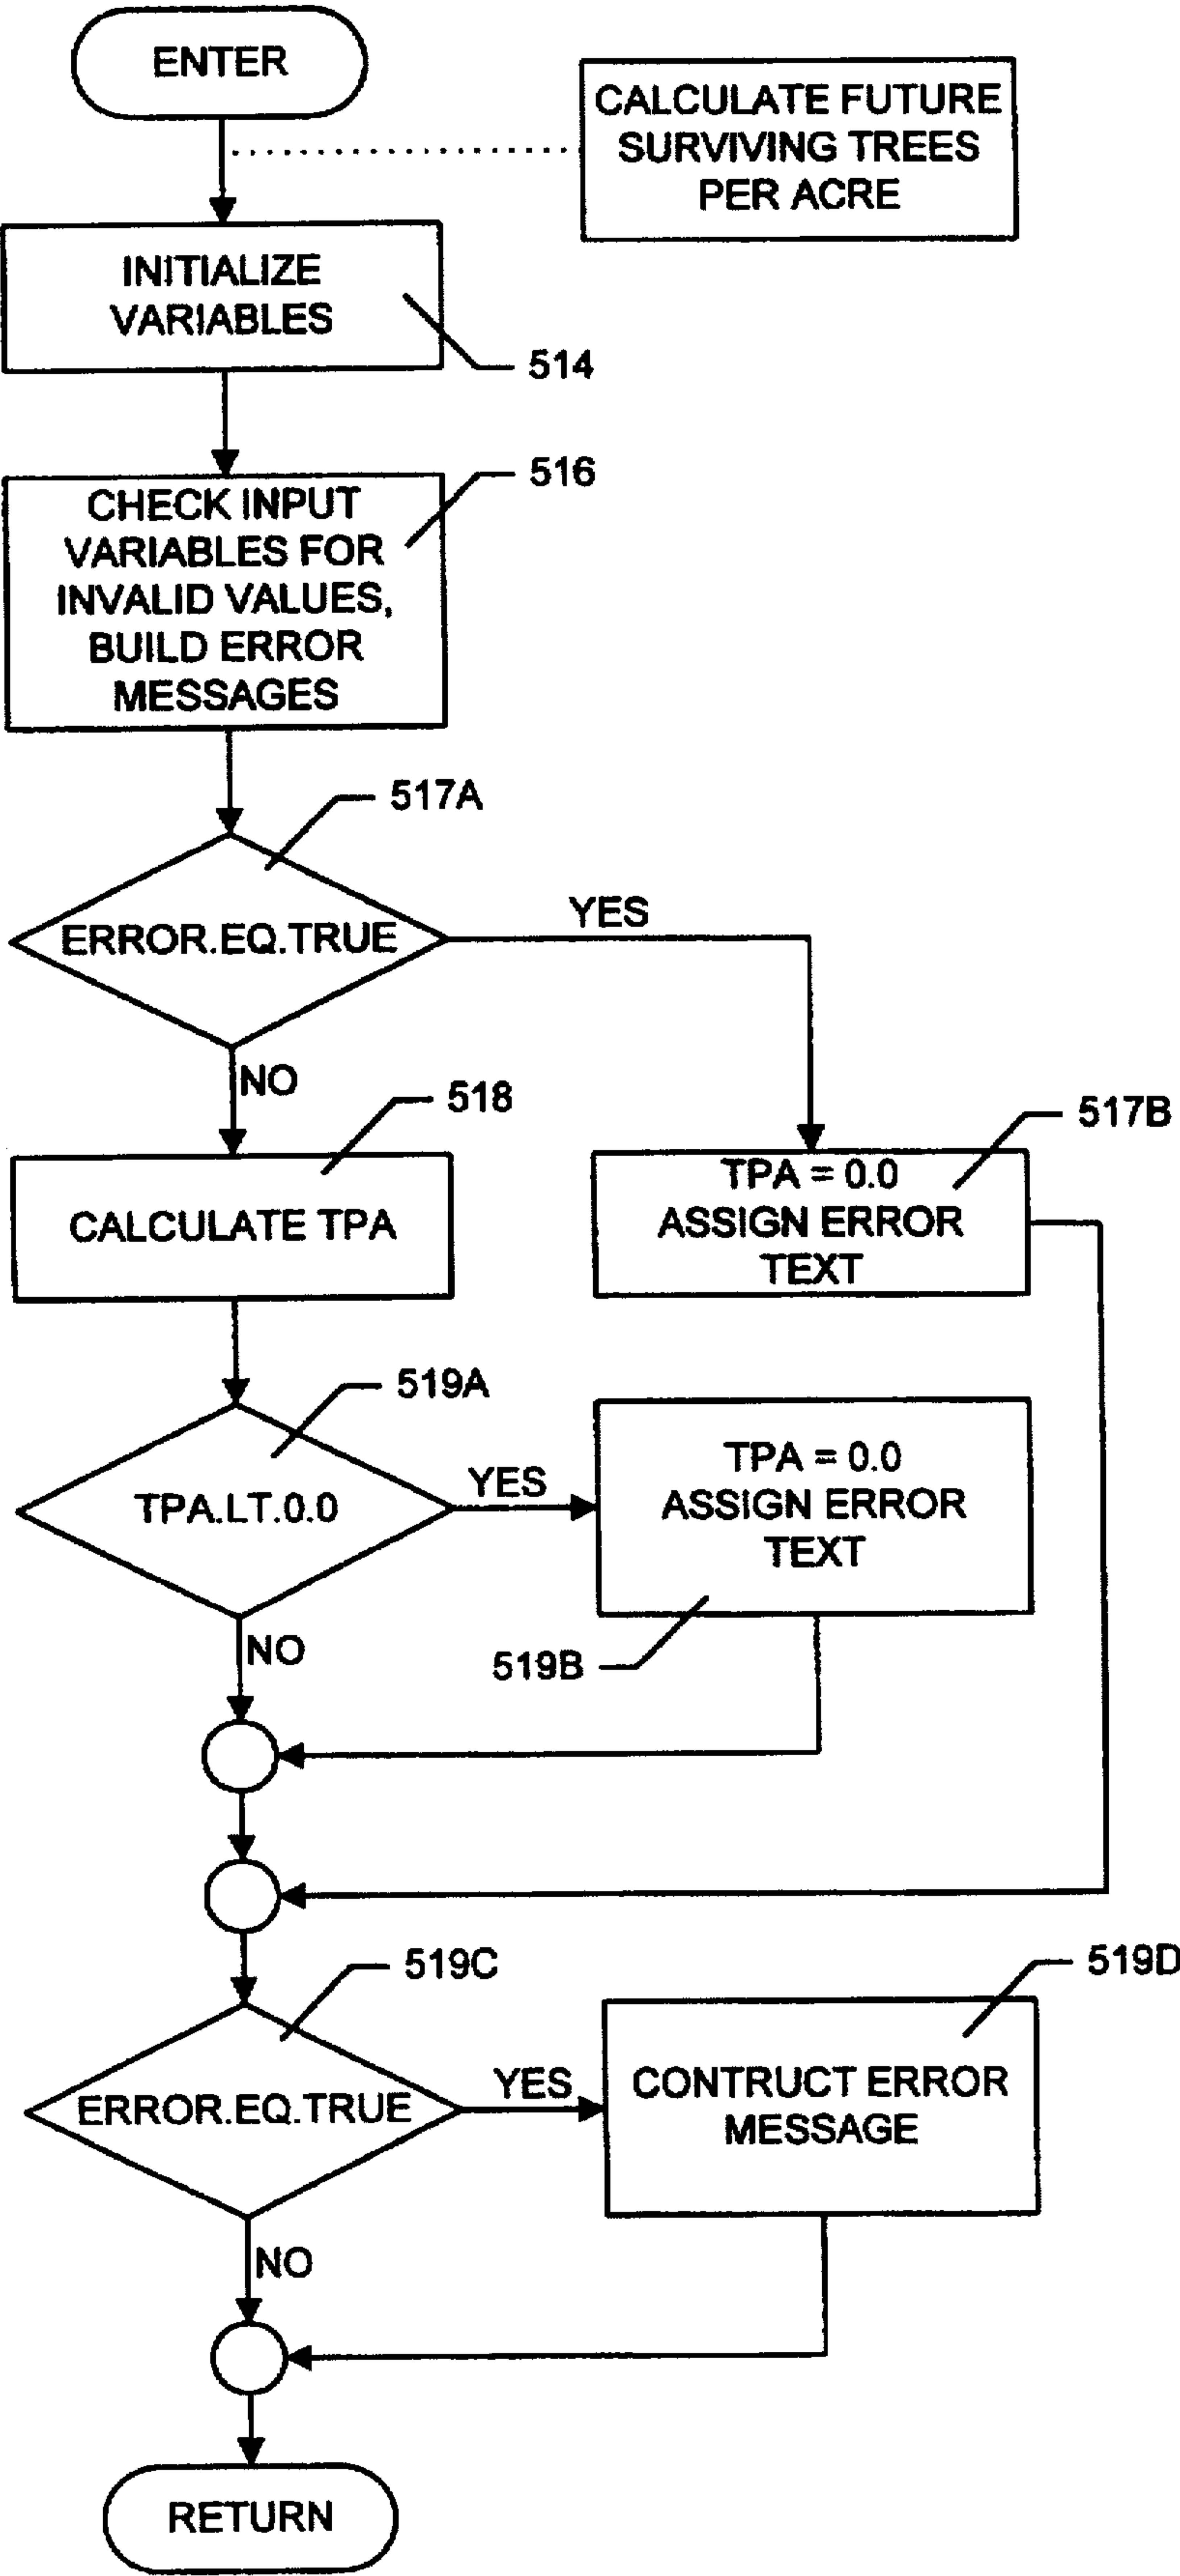 ENTER
CALCULATE FUTURE
SURVIVING TREES
PER ACRE
INITIALIZE
VARIABLES
514
516
CHECK INPUT
VARIABLES FOR
INVALID VALUES,
BUILD ERROR
MESSAGES
517A
ERROR.EQ.TRUE
YES
NO
518
517B
CALCULATE TPA
TPA = 0.0
ASSIGN ERROR
TEXT
519A
TPA.LT.0.0
YES
TPA = 0.0
ASSIGN ERROR
TEXT
NO
519B
519C
519D
ERROR.EQ.TRUE
YES
CONTRUCT ERROR
MESSAGE
NO
RETURN